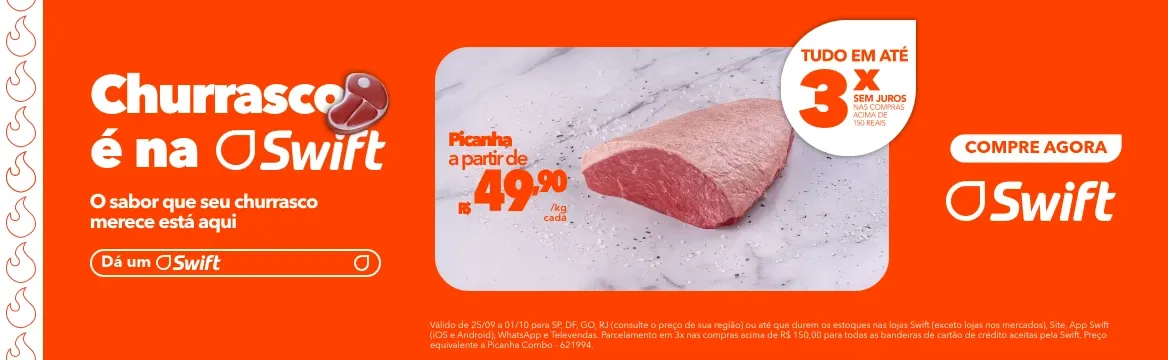 Churrasco
é na Swift
O sabor que seu churrasco
merece está aqui
Dá um Swift
Picanha
a partir de
R$ 49,90
/kg
cada
TUDO EM ATÉ
3x
SEM JUROS
NAS COMPRAS
ACIMA DE
150 REAIS
COMPRE AGORA
Swift
Válido de 25/09 a 01/10 para SP, DF, GO, RJ (consulte o preço de sua região) ou até que durem os estoques nas lojas Swift (exceto lojas nos mercados), Site, App Swift
(iOS e Android), WhatsApp e Televendas. Parcelamento em 3x nas compras acima de R$ 150,00 para todas as bandeiras de cartão de crédito aceitas pela Swift. Preço
equivalente a Picanha Combo - 621994.